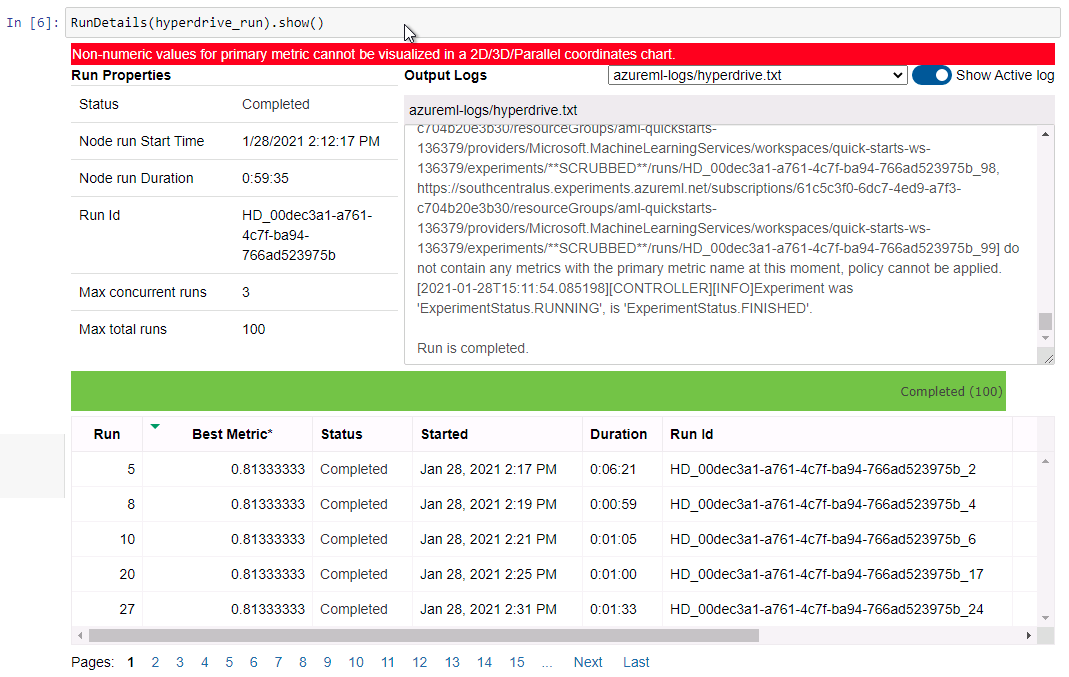 In [6]: RunDetails(hyperdrive_run).show()
Non-numeric values for primary metric cannot be visualized in a 2D/3D/Parallel coordinates chart.
Run Properties
Status Completed
Node run Start Time 1/28/2021 2:12:17 PM
Node run Duration 0:59:35
Run Id HD_00dec3a1-a761-
4c7f-ba94-
766ad523975b
Max concurrent runs 3
Max total runs 100
Output Logs azureml-logs/hyperdrive.txt Show Active log
azureml-logs/hyperdrive.txt
c704b20e3b30/resourceGroups/aml-quickstarts-
136379/providers/Microsoft.MachineLearningServices/workspaces/quick-starts-ws-
136379/experiments/**SCRUBBED**/runs/HD_00dec3a1-a761-4c7f-ba94-766ad523975b_98,
https://southcentralus.experiments.azureml.net/subscriptions/61c5c3f0-6dc7-4ed9-a7f3-
c704b20e3b30/resourceGroups/aml-quickstarts-
136379/providers/Microsoft.MachineLearningServices/workspaces/quick-starts-ws-
136379/experiments/**SCRUBBED**/runs/HD_00dec3a1-a761-4c7f-ba94-766ad523975b_99] do
not contain any metrics with the primary metric name at this moment, policy cannot be applied.
[2021-01-28T15:11:54.085198][CONTROLLER][INFO]Experiment was
'ExperimentStatus.RUNNING', is 'ExperimentStatus.FINISHED'.
Run is completed.
Completed (100)
Run Best Metric* Status Started Duration Run Id
5 0.81333333 Completed Jan 28, 2021 2:17 PM 0:06:21 HD_00dec3a1-a761-4c7f-ba94-766ad523975b_2
8 0.81333333 Completed Jan 28, 2021 2:19 PM 0:00:59 HD_00dec3a1-a761-4c7f-ba94-766ad523975b_4
10 0.81333333 Completed Jan 28, 2021 2:21 PM 0:01:05 HD_00dec3a1-a761-4c7f-ba94-766ad523975b_6
20 0.81333333 Completed Jan 28, 2021 2:25 PM 0:01:00 HD_00dec3a1-a761-4c7f-ba94-766ad523975b_17
27 0.81333333 Completed Jan 28, 2021 2:31 PM 0:01:33 HD_00dec3a1-a761-4c7f-ba94-766ad523975b_24
Pages: 1 2 3 4 5 6 7 8 9 10 11 12 13 14 15 ... Next Last